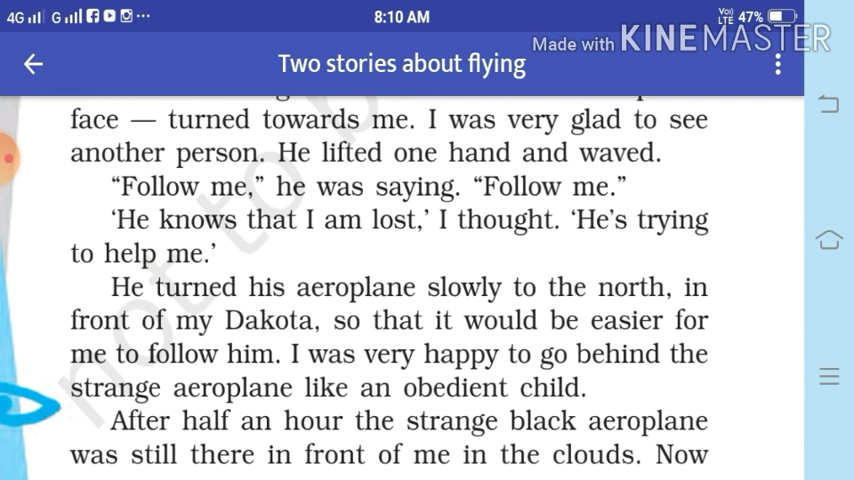 4G G 8:10 AM Vo) LTE 47%
Made with KINEMASTER
Two stories about flying
face — turned towards me. I was very glad to see
another person. He lifted one hand and waved.
“Follow me,” he was saying. “Follow me.”
‘He knows that I am lost,’ I thought. ‘He’s trying
to help me.’
He turned his aeroplane slowly to the north, in
front of my Dakota, so that it would be easier for
me to follow him. I was very happy to go behind the
strange aeroplane like an obedient child.
After half an hour the strange black aeroplane
was still there in front of me in the clouds. Now
not to b